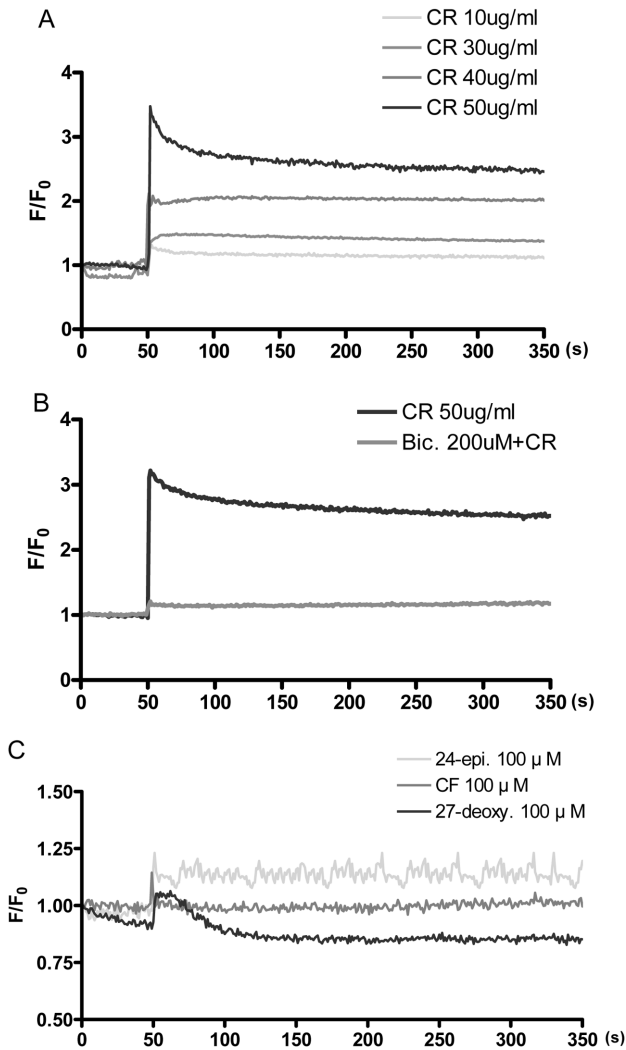 A
CR 10ug/ml
CR 30ug/ml
CR 40ug/ml
CR 50ug/ml
4
3
2
1
0
F/F0
0 50 100 150 200 250 300 350 (s)
B
CR 50ug/ml
Bic. 200uM+CR
4
3
2
1
0
F/F0
0 50 100 150 200 250 300 350 (s)
C
24-epi. 100 µ M
CF 100 µ M
27-deoxy. 100 µ M
1.50
1.25
1.00
0.75
0.50
F/F0
0 50 100 150 200 250 300 350 (s)